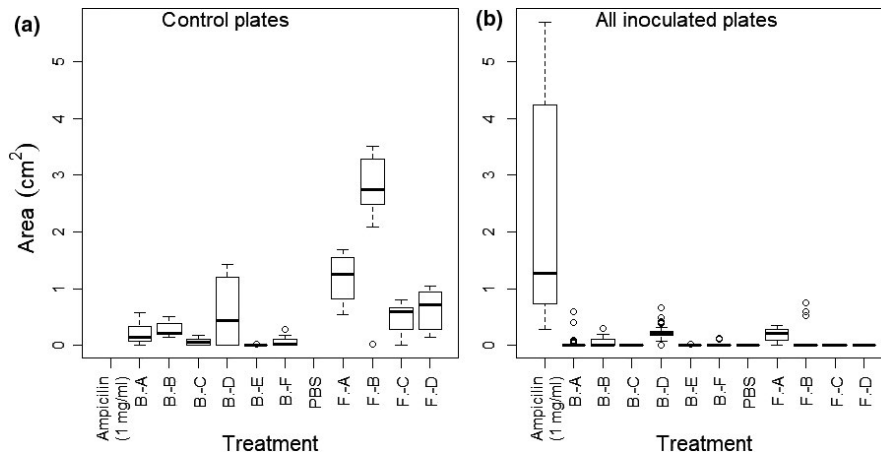 (a) Control plates
Area (cm²)
0
1
2
3
4
5
Ampicilin
(1 mg/ml)
B.-A
B.-B
B.-C
B.-D
B.-E
B.-F
PBS
F.-A
F.-B
F.-C
F.-D
Treatment
(b) All inoculated plates
0
1
2
3
4
5
Ampicilin
(1 mg/ml)
B.-A
B.-B
B.-C
B.-D
B.-E
B.-F
PBS
F.-A
F.-B
F.-C
F.-D
Treatment